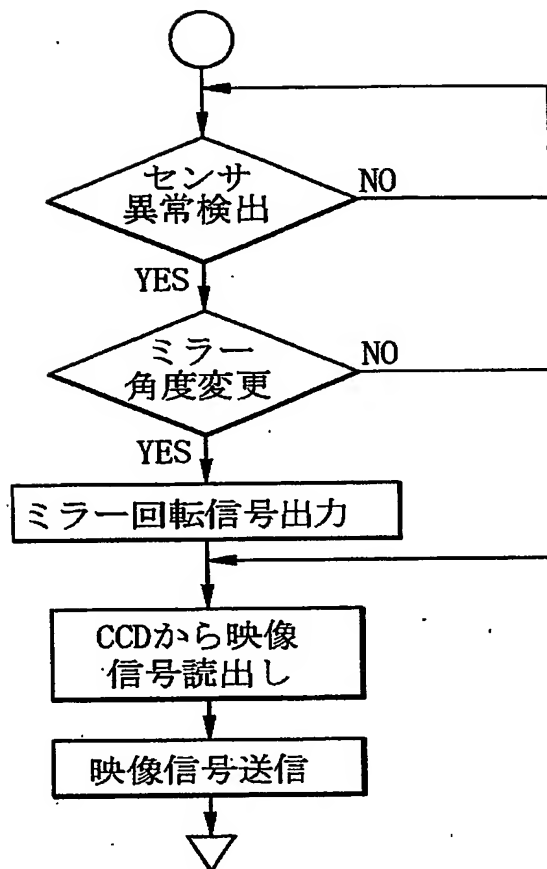 センサ
異常検出
NO
YES
ミラー
角度変更
NO
YES
ミラー回転信号出力
CCDから映像
信号読出し
映像信号送信